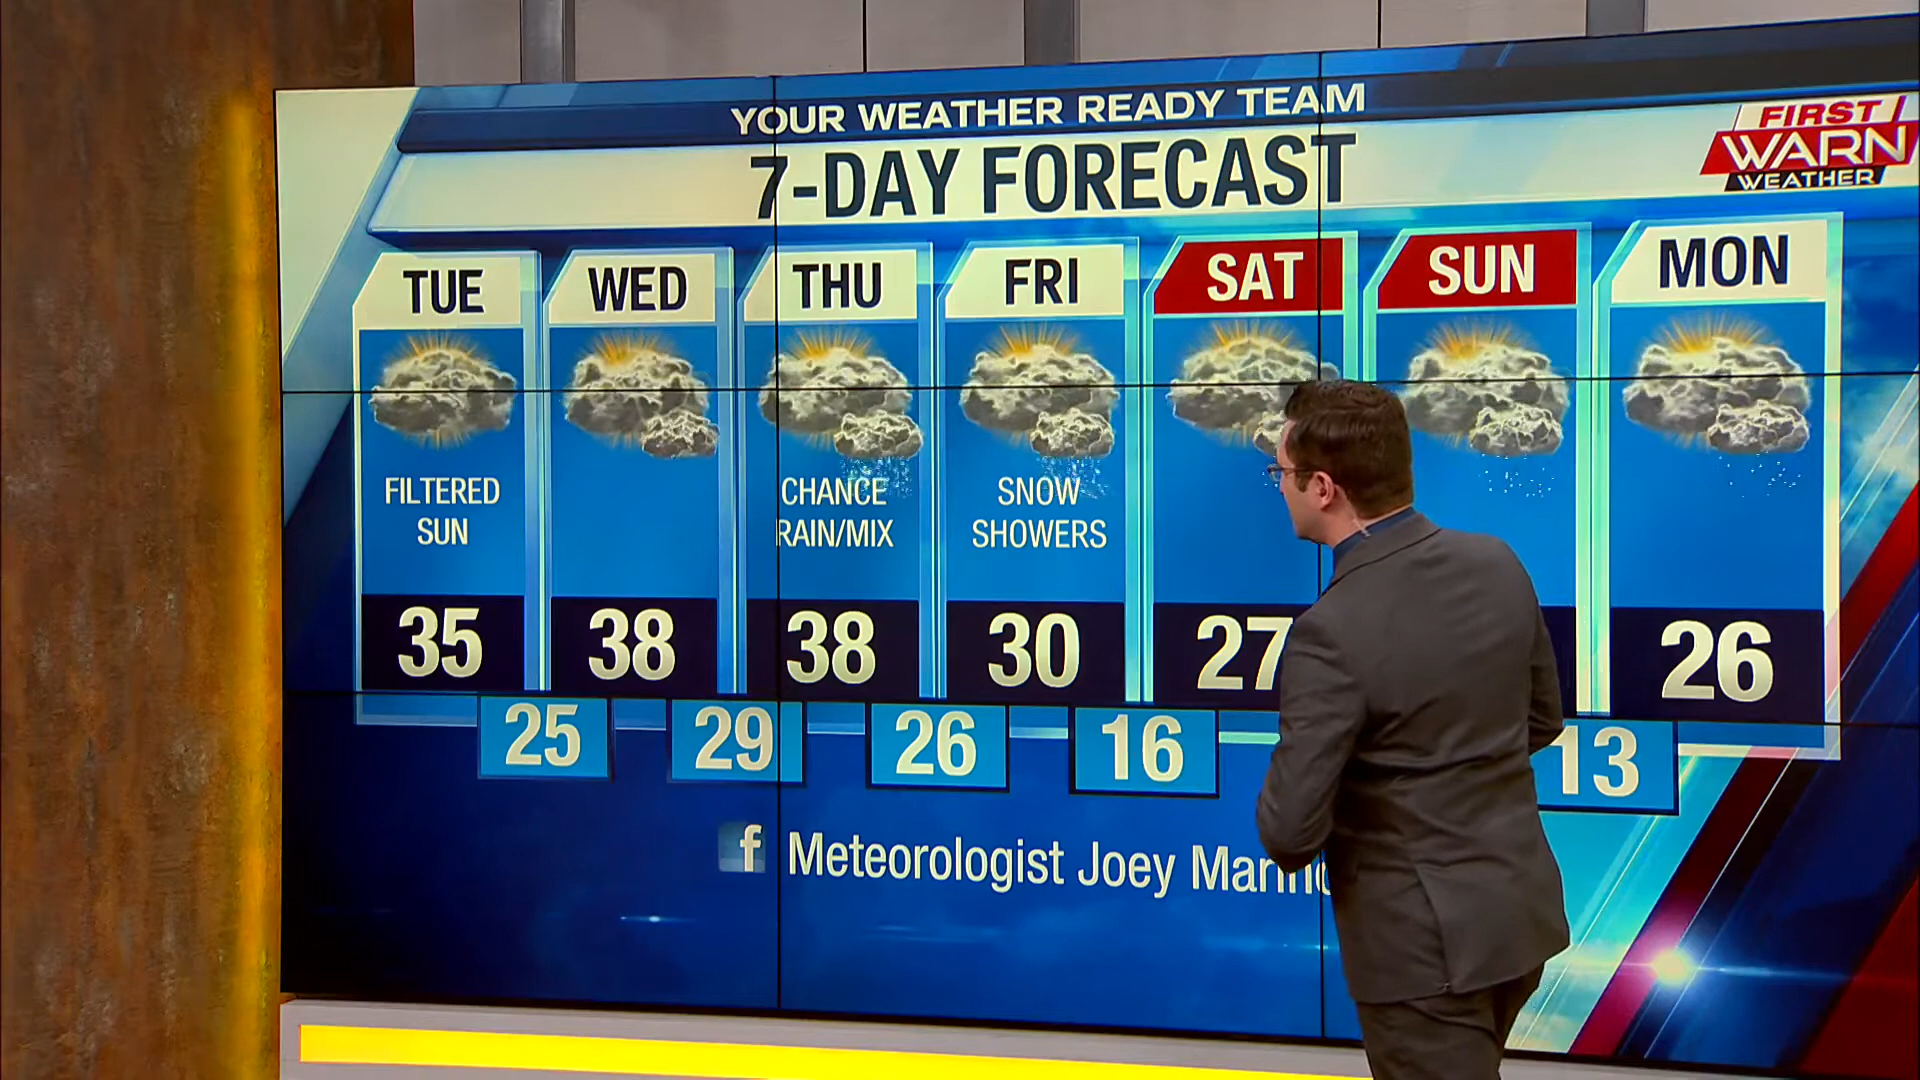 YOUR WEATHER READY TEAM
7-DAY FORECAST
FIRST
WARN
WEATHER
TUE WED THU FRI SAT SUN MON
FILTERED
SUN
CHANCE
RAIN/MIX
SNOW
SHOWERS
35 38 38 30 27 26
25 29 26 16 13
f Meteorologist Joey